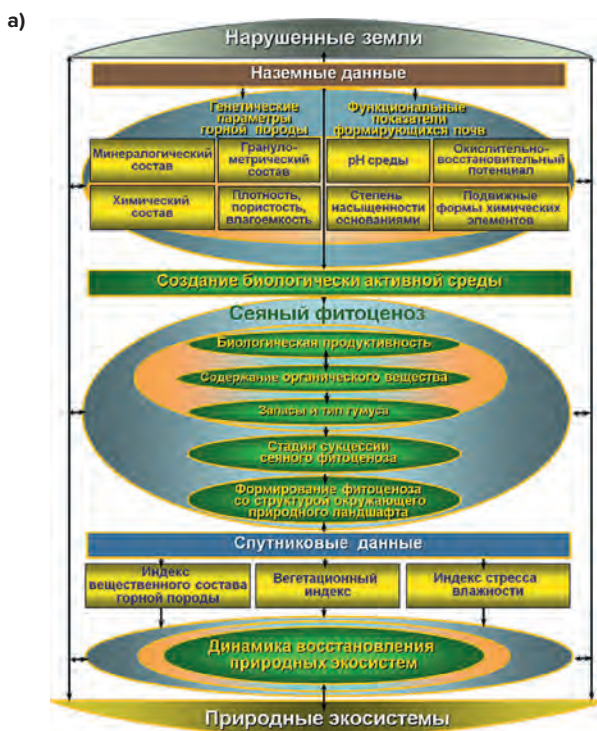 а)
Нарушенные земли
Наземные данные
Генетические
параметры
горной породы
Функциональные
показатели
формирующихся почв
Минералогический
состав
Грануло-
метрический
состав
рН среды
Окислительно-
восстановительный
потенциал
Химический
состав
Плотность,
пористость,
влагоемкость
Степень
насыщенности
основаниями
Подвижные
формы химических
элементов
Создание биологически активной среды
Сеяный фитоценоз
Биологическая продуктивность
Содержание органического вещества
Запасы и тип гумуса
Стадии сукцессии
сеяного фитоценоза
Формирование фитоценоза
со структурой окружающего
природного ландшафта
Спутниковые данные
Индекс
вещественного состава
горной породы
Вегетационный
индекс
Индекс стресса
влажности
Динамика восстановления
природных экосистем
Природные экосистемы